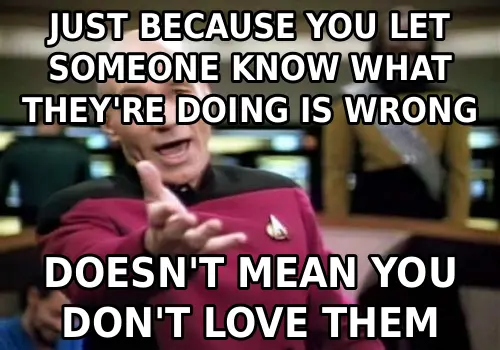 JUST BECAUSE YOU LET
SOMEONE KNOW WHAT
THEY'RE DOING IS WRONG
DOESN'T MEAN YOU
DON'T LOVE THEM